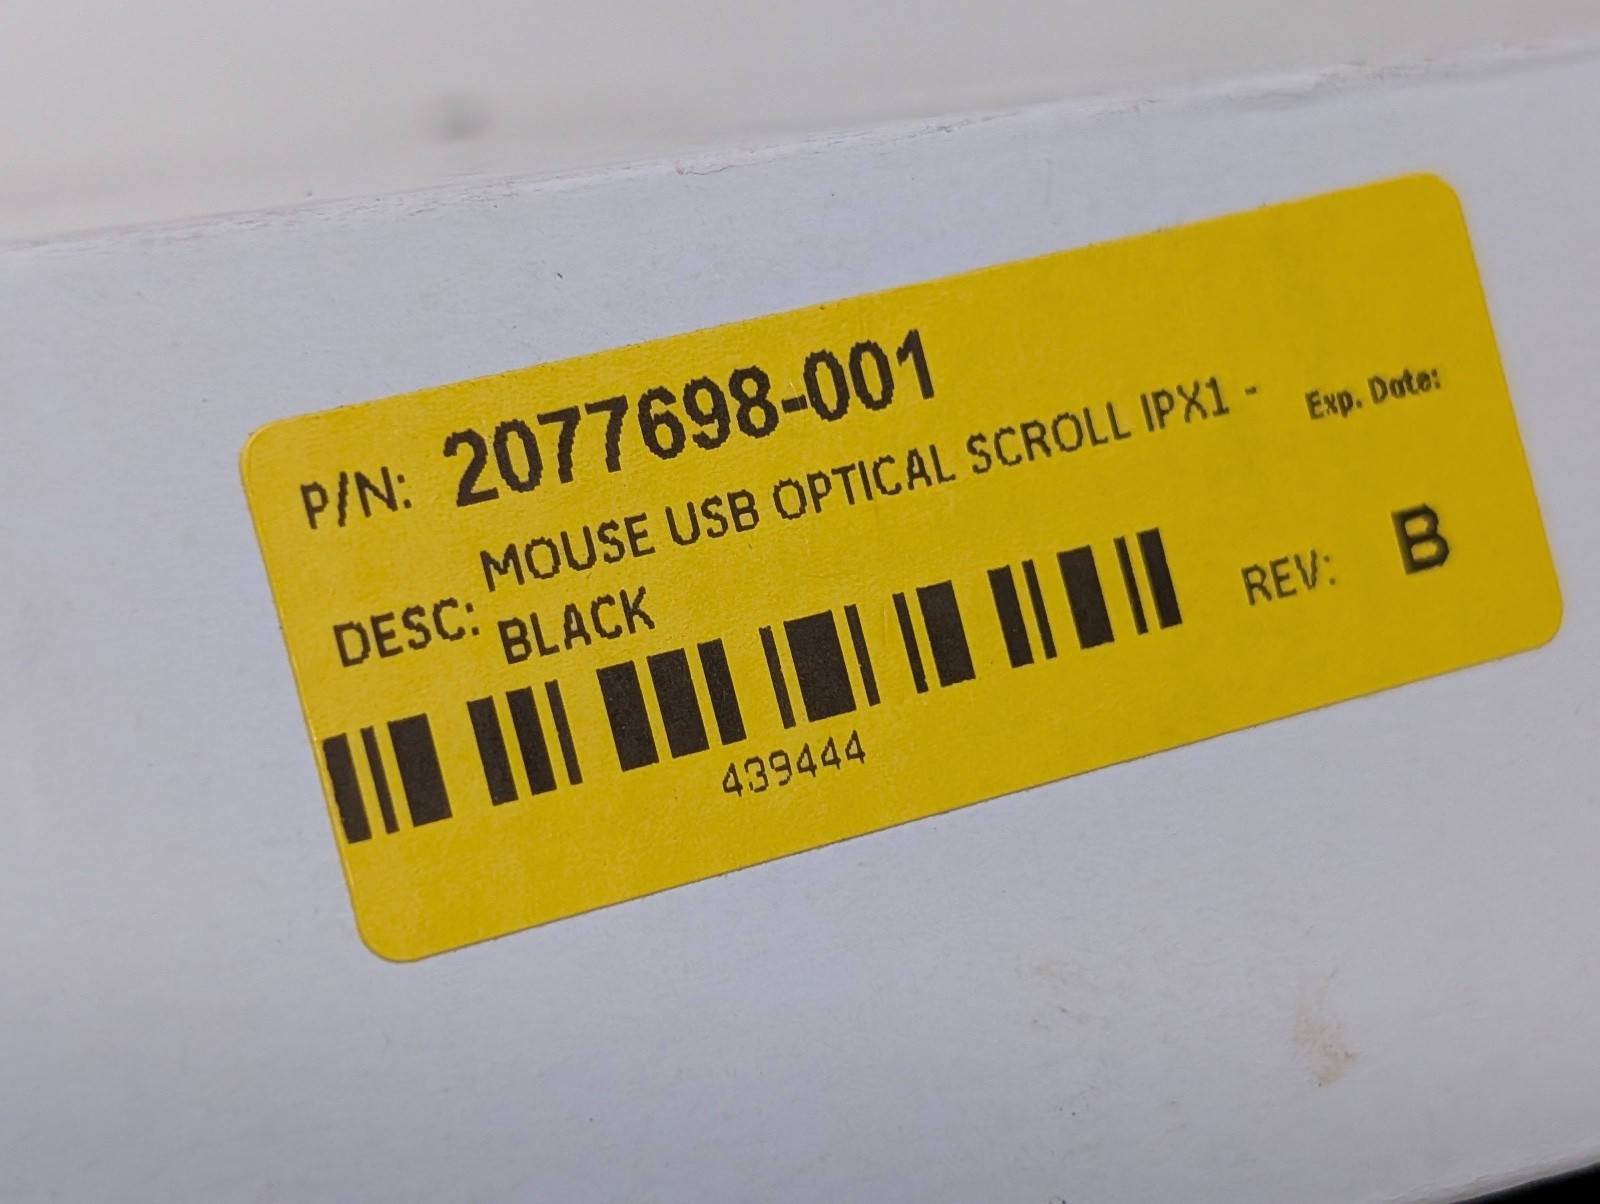 P/N: 2077698-001
DESC: MOUSE USB OPTICAL SCROLL IPX1 -
BLACK
Exp. Date:
REV: B
439444